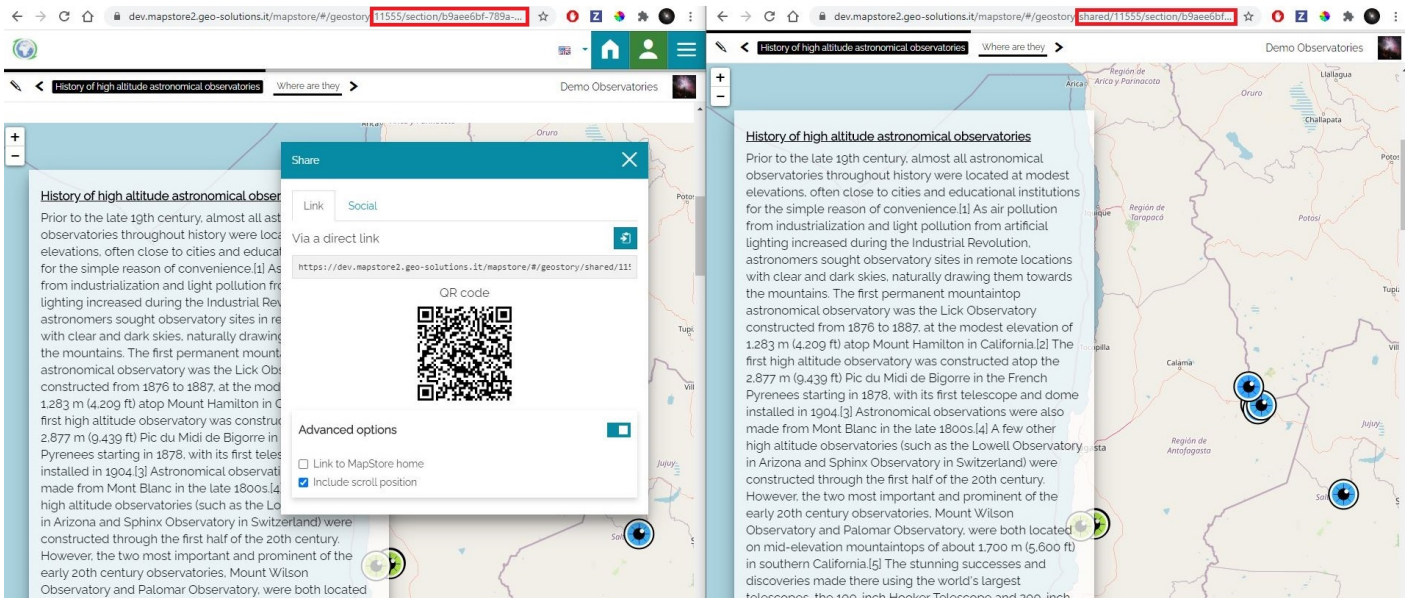 dev.mapstore2.geo-solutions.it/mapstore/#/geostory/11555/section/b9aee6bf-789a-...
History of high altitude astronomical observatories
Where are they
Demo Observatories
Arica
Oruro
+
−
History of high altitude astronomical obser
Prior to the late 19th century, almost all ast
observatories throughout history were loca
elevations, often close to cities and educat
for the simple reason of convenience.[1] As
from industrialization and light pollution fro
lighting increased during the Industrial Rev
astronomers sought observatory sites in re
with clear and dark skies, naturally drawing
the mountains. The first permanent mounta
astronomical observatory was the Lick Obs
constructed from 1876 to 1887, at the mod
1,283 m (4,209 ft) atop Mount Hamilton in C
first high altitude observatory was construc
2,877 m (9,439 ft) Pic du Midi de Bigorre in
Pyrenees starting in 1878, with its first teles
installed in 1904.[3] Astronomical observati
made from Mont Blanc in the late 1800s.[4
high altitude observatories (such as the Lo
in Arizona and Sphinx Observatory in Switzerland) were
constructed through the first half of the 20th century.
However, the two most important and prominent of the
early 20th century observatories, Mount Wilson
Observatory and Palomar Observatory, were both located
Share
Link
Social
Via a direct link
https://dev.mapstore2.geo-solutions.it/mapstore/#/geostory/shared/115
QR code
Advanced options
Link to MapStore home
Include scroll position
Potos
Tupi
Vill
Jujuy
Salt
dev.mapstore2.geo-solutions.it/mapstore/#/geostory/shared/11555/section/b9aee6bf...
History of high altitude astronomical observatories
Where are they
Demo Observatories
+
−
Arica
Región de
Arica y Parinacota
Oruro
Llallagua
Challapata
History of high altitude astronomical observatories
Prior to the late 19th century, almost all astronomical
observatories throughout history were located at modest
elevations, often close to cities and educational institutions
for the simple reason of convenience.[1] As air pollution
from industrialization and light pollution from artificial
lighting increased during the Industrial Revolution,
astronomers sought observatory sites in remote locations
with clear and dark skies, naturally drawing them towards
the mountains. The first permanent mountaintop
astronomical observatory was the Lick Observatory
constructed from 1876 to 1887, at the modest elevation of
1,283 m (4,209 ft) atop Mount Hamilton in California.[2] The
first high altitude observatory was constructed atop the
2,877 m (9,439 ft) Pic du Midi de Bigorre in the French
Pyrenees starting in 1878, with its first telescope and dome
installed in 1904.[3] Astronomical observations were also
made from Mont Blanc in the late 1800s.[4] A few other
high altitude observatories (such as the Lowell Observatory
in Arizona and Sphinx Observatory in Switzerland) were
constructed through the first half of the 20th century.
However, the two most important and prominent of the
early 20th century observatories, Mount Wilson
Observatory and Palomar Observatory, were both located
on mid-elevation mountaintops of about 1,700 m (5,600 ft)
in southern California.[5] The stunning successes and
discoveries made there using the world's largest
telescopes, the 100-inch Hooker Telescope and 200-inch
Potos
Región de
Tarapacá
Potosí
Tupiz
Vill
Calama
Región de
Antofagasta
Jujuy
Salt